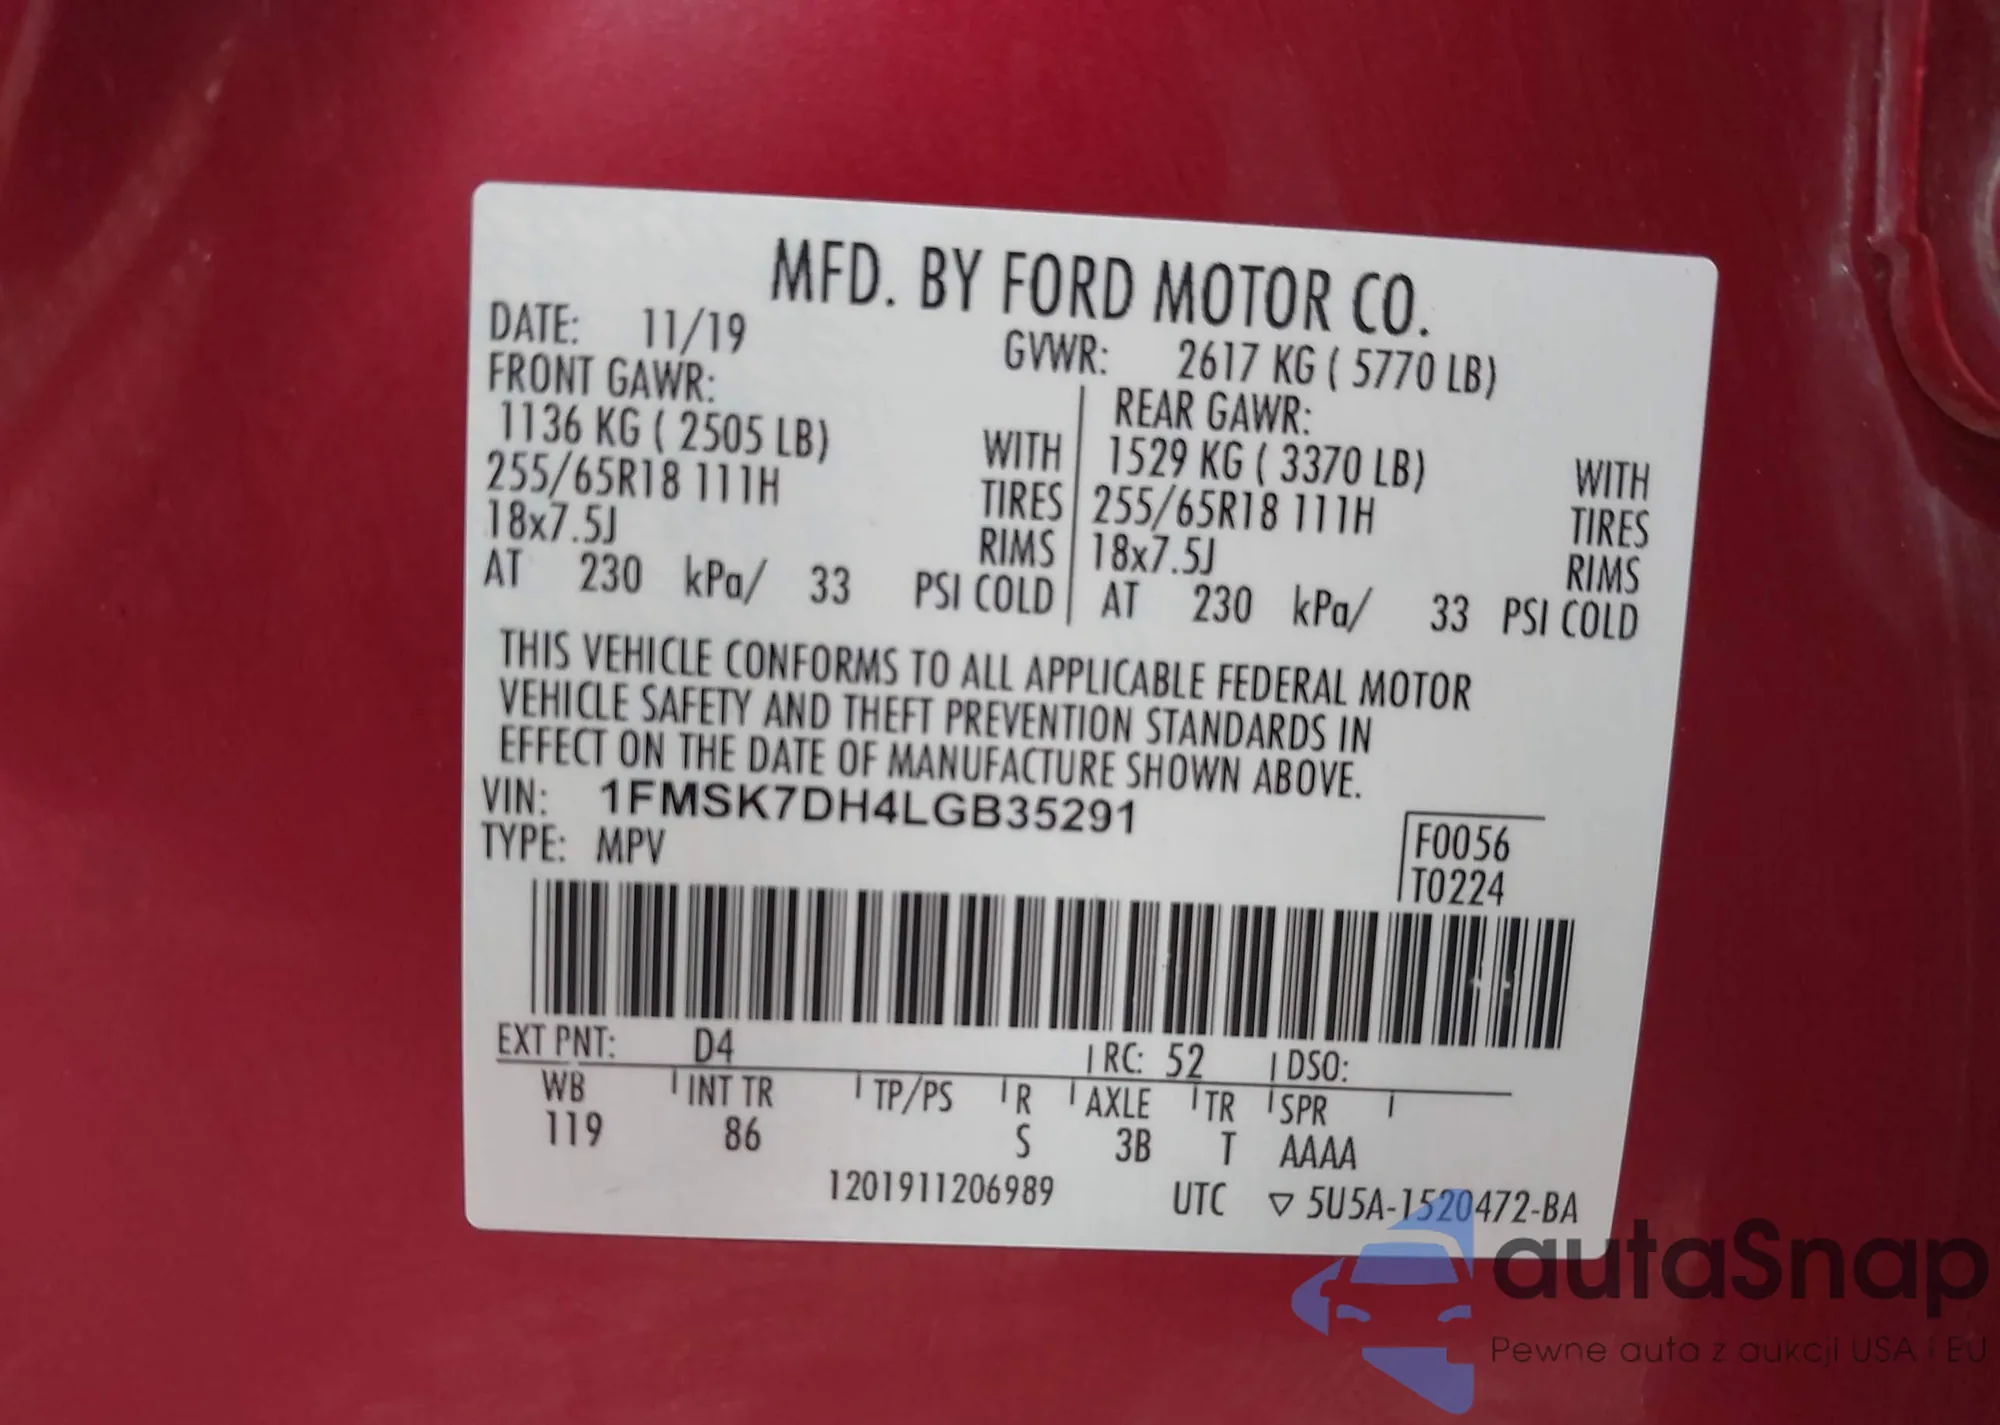 MFD. BY FORD MOTOR CO.
DATE: 11/19
GVWR: 2617 KG ( 5770 LB)
FRONT GAWR:
1136 KG ( 2505 LB) WITH
255/65R18 111H TIRES
18x7.5J RIMS
AT 230 kPa/ 33 PSI COLD
REAR GAWR:
1529 KG ( 3370 LB) WITH
255/65R18 111H TIRES
18x7.5J RIMS
AT 230 kPa/ 33 PSI COLD
THIS VEHICLE CONFORMS TO ALL APPLICABLE FEDERAL MOTOR
VEHICLE SAFETY AND THEFT PREVENTION STANDARDS IN
EFFECT ON THE DATE OF MANUFACTURE SHOWN ABOVE.
VIN: 1FMSK7DH4LGB35291
TYPE: MPV
F0056
T0224
EXT PNT: D4 RC: 52 DSO:
WB INT TR TP/PS R AXLE TR SPR
119 86 S 3B T AAAA
1201911206989 UTC ▽ 5U5A-1520472-BA
autaSnap
Pewne auta z aukcji USA i EU